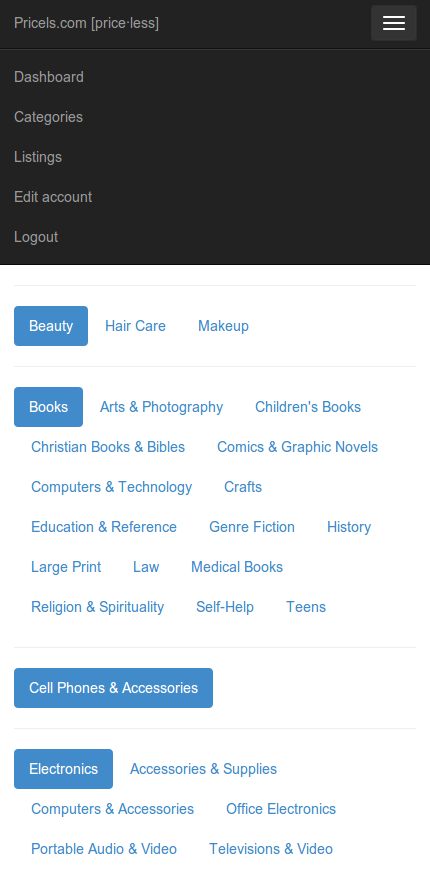 Pricels.com [price·less]
Dashboard
Categories
Listings
Edit account
Logout
Beauty Hair Care Makeup
Books Arts & Photography Children's Books
Christian Books & Bibles Comics & Graphic Novels
Computers & Technology Crafts
Education & Reference Genre Fiction History
Large Print Law Medical Books
Religion & Spirituality Self-Help Teens
Cell Phones & Accessories
Electronics Accessories & Supplies
Computers & Accessories Office Electronics
Portable Audio & Video Televisions & Video